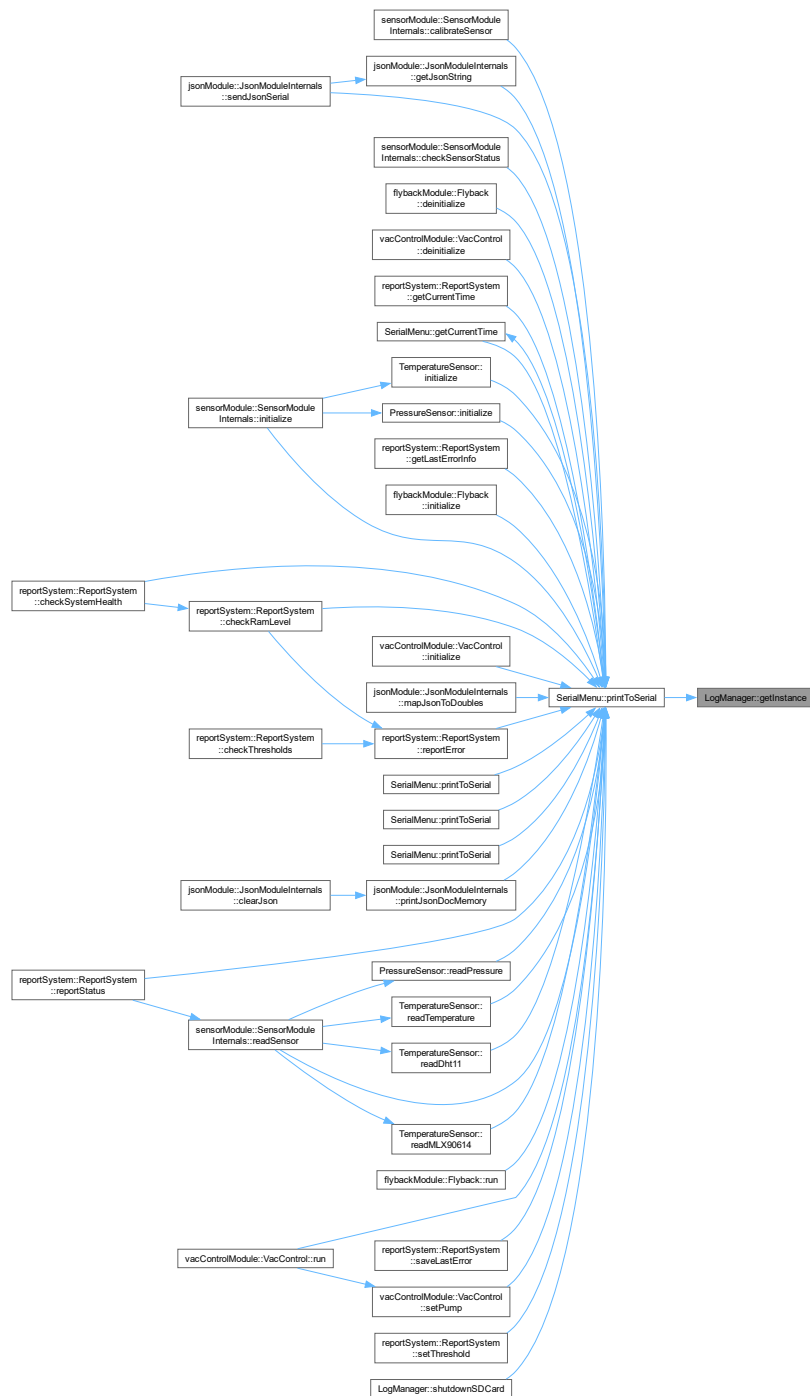 sensorModule::SensorModule
Internals::calibrateSensor
jsonModule::JsonModuleInternals
::getJsonString
jsonModule::JsonModuleInternals
::sendJsonSerial
sensorModule::SensorModule
Internals::checkSensorStatus
flybackModule::Flyback
::deinitialize
vacControlModule::VacControl
::deinitialize
reportSystem::ReportSystem
::getCurrentTime
SerialMenu::getCurrentTime
TemperatureSensor::
initialize
sensorModule::SensorModule
Internals::initialize
PressureSensor::initialize
reportSystem::ReportSystem
::getLastErrorInfo
flybackModule::Flyback
::initialize
reportSystem::ReportSystem
::checkSystemHealth
reportSystem::ReportSystem
::checkRamLevel
vacControlModule::VacControl
::initialize
jsonModule::JsonModuleInternals
::mapJsonToDoubles
SerialMenu::printToSerial
LogManager::getInstance
reportSystem::ReportSystem
::checkThresholds
reportSystem::ReportSystem
::reportError
SerialMenu::printToSerial
SerialMenu::printToSerial
SerialMenu::printToSerial
jsonModule::JsonModuleInternals
::clearJson
jsonModule::JsonModuleInternals
::printJsonDocMemory
reportSystem::ReportSystem
::reportStatus
PressureSensor::readPressure
TemperatureSensor::
readTemperature
sensorModule::SensorModule
Internals::readSensor
TemperatureSensor::
readDht11
TemperatureSensor::
readMLX90614
flybackModule::Flyback::run
vacControlModule::VacControl::run
reportSystem::ReportSystem
::saveLastError
vacControlModule::VacControl
::setPump
reportSystem::ReportSystem
::setThreshold
LogManager::shutdownSDCard